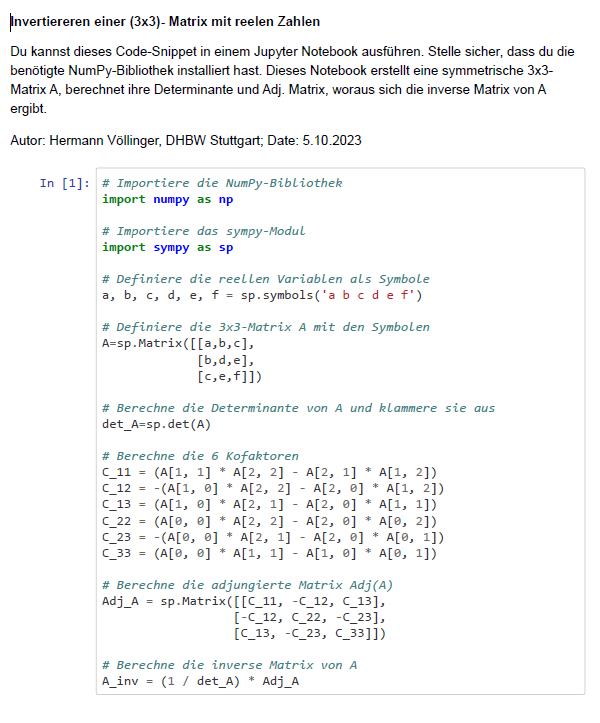 Invertiereren einer (3x3)- Matrix mit reelen Zahlen
Du kannst dieses Code-Snippet in einem Jupyter Notebook ausführen. Stelle sicher, dass du die
benötigte NumPy-Bibliothek installiert hast. Dieses Notebook erstellt eine symmetrische 3x3-
Matrix A, berechnet ihre Determinante und Adj. Matrix, woraus sich die inverse Matrix von A
ergibt.
Autor: Hermann Völlinger, DHBW Stuttgart; Date: 5.10.2023
In [1]: # Importiere die NumPy-Bibliothek
import numpy as np
# Importiere das sympy-Modul
import sympy as sp
# Definiere die reellen Variablen als Symbole
a, b, c, d, e, f = sp.symbols('a b c d e f')
# Definiere die 3x3-Matrix A mit den Symbolen
A=sp.Matrix([[a,b,c],
[b,d,e],
[c,e,f]])
# Berechne die Determinante von A und klammere sie aus
det_A=sp.det(A)
# Berechne die 6 Kofaktoren
C_11 = (A[1, 1] * A[2, 2] - A[2, 1] * A[1, 2])
C_12 = -(A[1, 0] * A[2, 2] - A[2, 0] * A[1, 2])
C_13 = (A[1, 0] * A[2, 1] - A[2, 0] * A[1, 1])
C_22 = (A[0, 0] * A[2, 2] - A[2, 0] * A[0, 2])
C_23 = -(A[0, 0] * A[2, 1] - A[2, 0] * A[0, 1])
C_33 = (A[0, 0] * A[1, 1] - A[1, 0] * A[0, 1])
# Berechne die adjungierte Matrix Adj(A)
Adj_A = sp.Matrix([[C_11, -C_12, C_13],
[-C_12, C_22, -C_23],
[C_13, -C_23, C_33]])
# Berechne die inverse Matrix von A
A_inv = (1 / det_A) * Adj_A